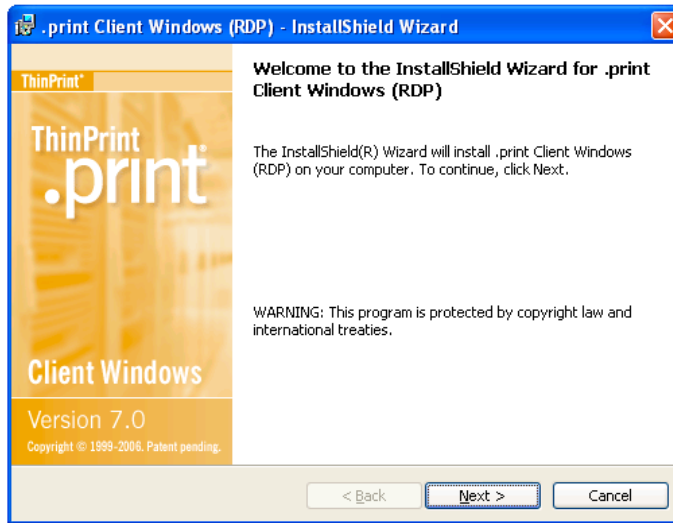 .print Client Windows (RDP) - InstallShield Wizard
ThinPrint®
Welcome to the InstallShield Wizard for .print
Client Windows (RDP)
ThinPrint
.print
The InstallShield(R) Wizard will install .print Client Windows
(RDP) on your computer. To continue, click Next.
WARNING: This program is protected by copyright law and
international treaties.
Client Windows
Version 7.0
Copyright © 1999-2006. Patent pending.
< Back Next > Cancel